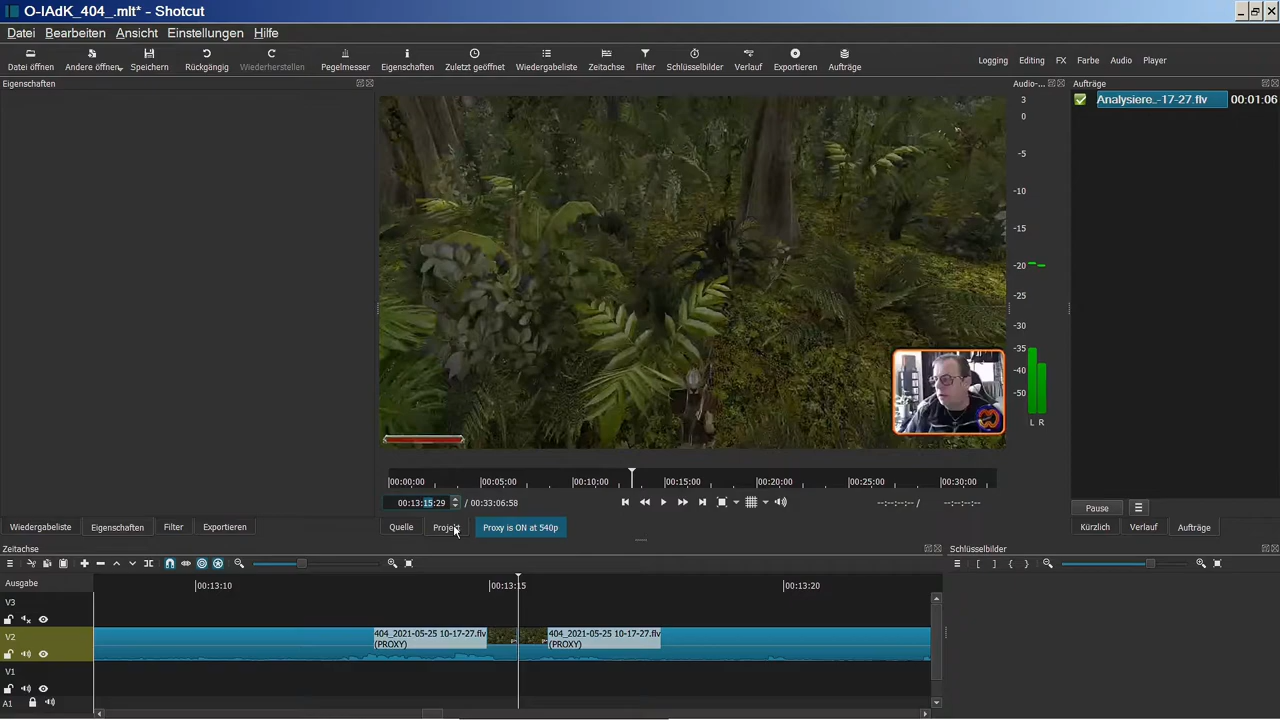 O-IAdK_404_.mlt* - Shotcut
Datei Bearbeiten Ansicht Einstellungen Hilfe
Datei öffnen Andere öffnen Speichern Rückgängig Wiederherstellen Pegelmesser Eigenschaften Zuletzt geöffnet Wiedergabeliste Zeitachse Filter Schlüsselbilder Verlauf Exportieren Aufträge
Logging Editing FX Farbe Audio Player
Eigenschaften
Audio-...
Aufträge
Analysiere..-17-27.flv 00:01:06
3
0
-5
-10
-15
-20
-25
-30
-35
-40
-50
L R
00:00:00 00:05:00 00:10:00 00:15:00 00:20:00 00:25:00 00:30:00
00:13:15:29 / 00:33:06:58
--:--:--:-- / --:--:--:--
Pause
Wiedergabeliste Eigenschaften Filter Exportieren
Quelle Projekt Proxy is ON at 540p
Kürzlich Verlauf Aufträge
Zeitachse
Schlüsselbilder
Ausgabe
00:13:10 00:13:15 00:13:20
V3
V2
404_2021-05-25 10-17-27.flv
(PROXY)
404_2021-05-25 10-17-27.flv
(PROXY)
V1
A1